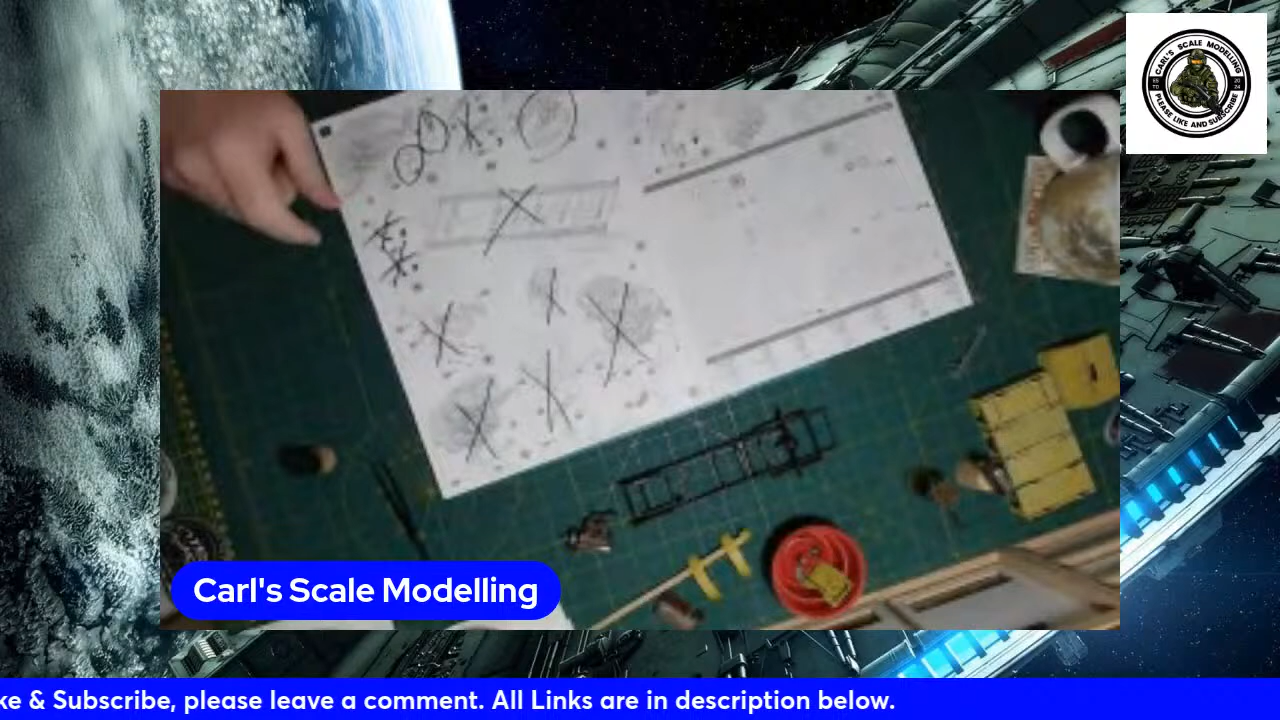 CARL'S SCALE MODELLING
PLEASE LIKE AND SUBSCRIBE
Carl's Scale Modelling
ke & Subscribe, please leave a comment. All Links are in description below.